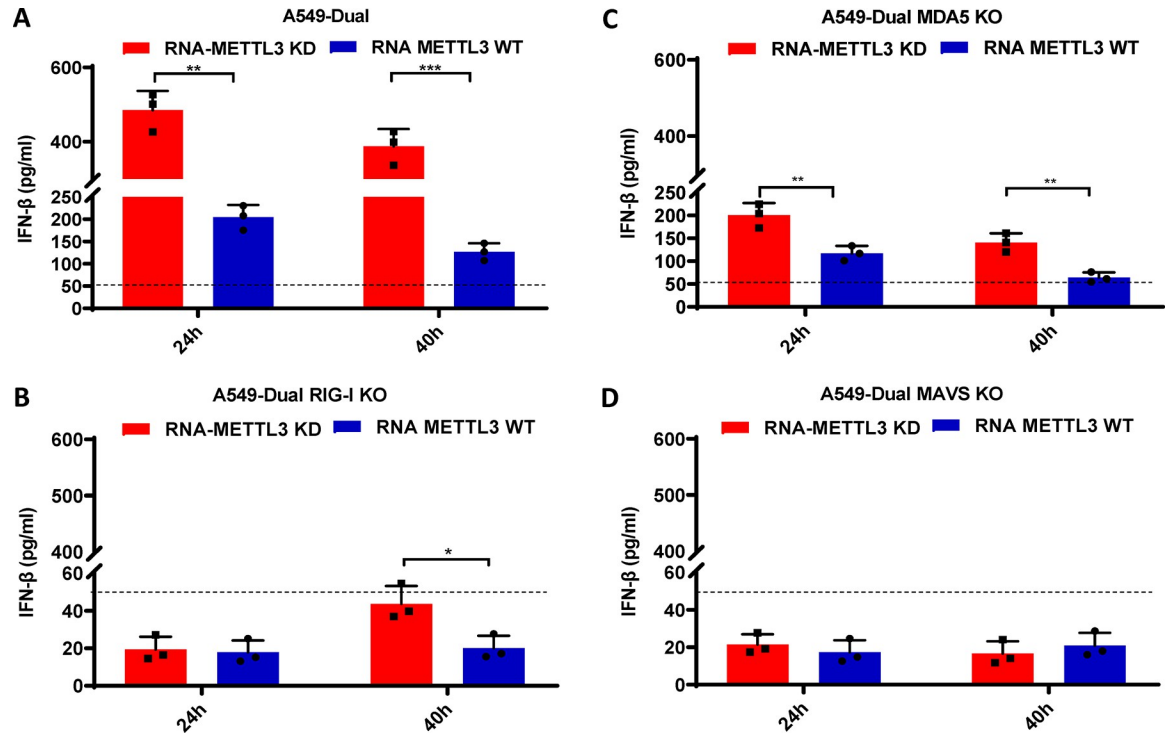 A
A549-Dual
RNA-METTL3 KD RNA METTL3 WT
IFN-β (pg/ml)
600
400
250
200
150
100
50
0
** ***
24h 40h
B
A549-Dual RIG-I KO
RNA-METTL3 KD RNA METTL3 WT
IFN-β (pg/ml)
600
500
400
60
40
20
0
*
24h 40h
C
A549-Dual MDA5 KO
RNA-METTL3 KD RNA METTL3 WT
IFN-β (pg/ml)
600
400
250
200
150
100
50
0
** **
24h 40h
D
A549-Dual MAVS KO
RNA-METTL3 KD RNA METTL3 WT
IFN-β (pg/ml)
600
500
400
60
40
20
0
24h 40h